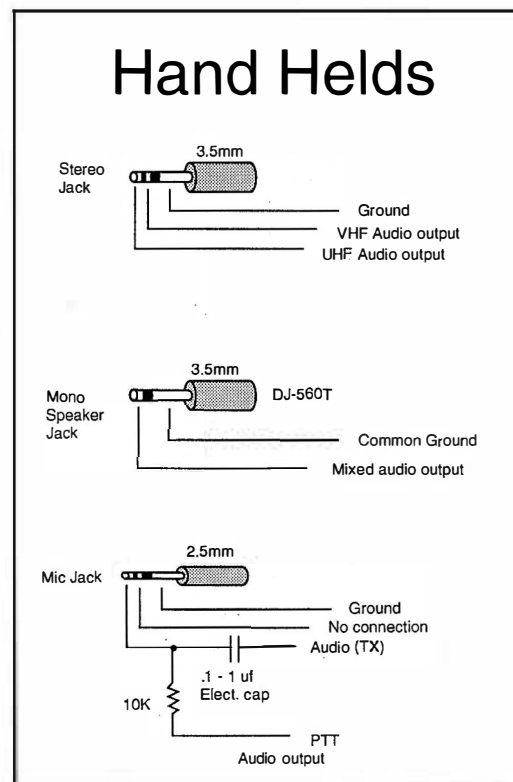 Hand Helds
3.5mm
Stereo
Jack
Ground
VHF Audio output
UHF Audio output
3.5mm
DJ-560T
Mono
Speaker
Jack
Common Ground
Mixed audio output
2.5mm
Mic Jack
Ground
No connection
Audio (TX)
.1 - 1 uf
Elect. cap
10K
PTT
Audio output